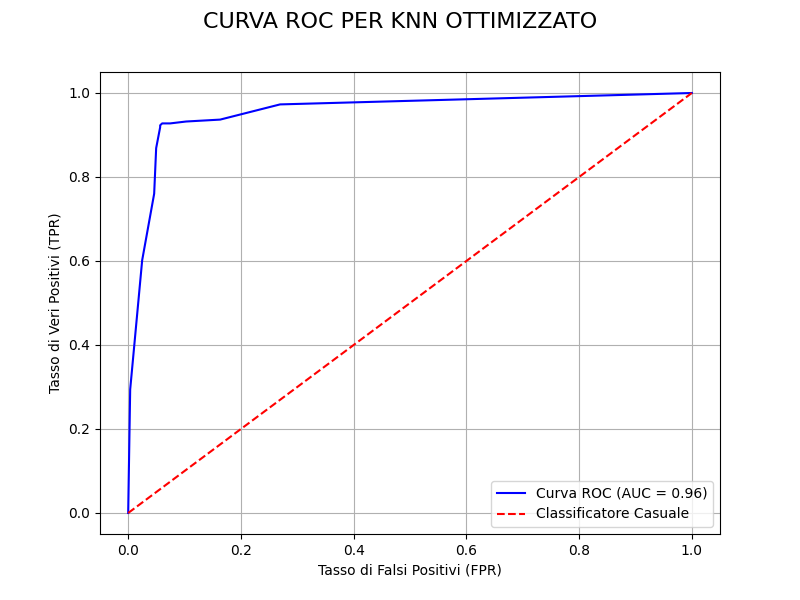 CURVA ROC PER KNN OTTIMIZZATO
1.0
0.8
0.6
0.4
0.2
0.0
Tasso di Veri Positivi (TPR)
Curva ROC (AUC = 0.96)
Classificatore Casuale
0.0 0.2 0.4 0.6 0.8 1.0
Tasso di Falsi Positivi (FPR)